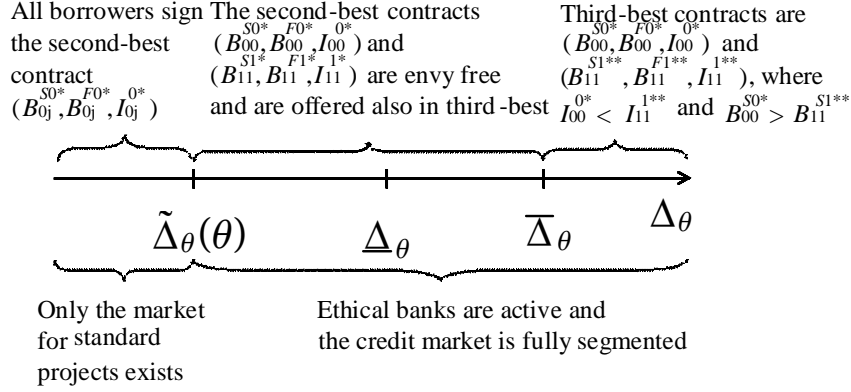 All borrowers sign
the second-best
contract
(B_{0j}^{S0*}, B_{0j}^{F0*}, I_{0j}^{0*})
The second-best contracts
(B_{00}^{S0*}, B_{00}^{F0*}, I_{00}^{0*}) and
(B_{11}^{S1*}, B_{11}^{F1*}, I_{11}^{1*}) are envy free
and are offered also in third-best
Third-best contracts are
(B_{00}^{S0*}, B_{00}^{F0*}, I_{00}^{0*}) and
(B_{11}^{S1**}, B_{11}^{F1**}, I_{11}^{1**}), where
I_{00}^{0*} < I_{11}^{1**} and B_{00}^{S0*} > B_{11}^{S1**}
Δ̃_θ(θ) Δ̲_θ Δ̅_θ Δ_θ
Only the market
for standard
projects exists
Ethical banks are active and
the credit market is fully segmented